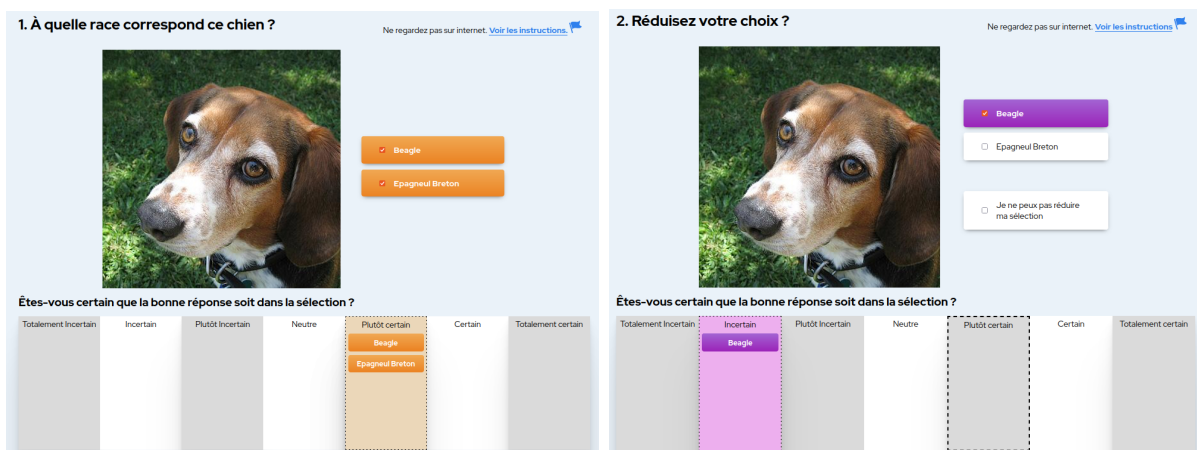 1. À quelle race correspond ce chien ?
Ne regardez pas sur internet. Voir les instructions.
Beagle
Epagneul Breton
Êtes-vous certain que la bonne réponse soit dans la sélection ?
Totalement Incertain
Incertain
Plutôt Incertain
Neutre
Plutôt certain
Certain
Totalement certain
Beagle
Epagneul Breton
2. Réduisez votre choix ?
Ne regardez pas sur internet. Voir les instructions
Beagle
Epagneul Breton
Je ne peux pas réduire
ma sélection
Êtes-vous certain que la bonne réponse soit dans la sélection ?
Totalement Incertain
Incertain
Plutôt Incertain
Neutre
Plutôt certain
Certain
Totalement certain
Beagle